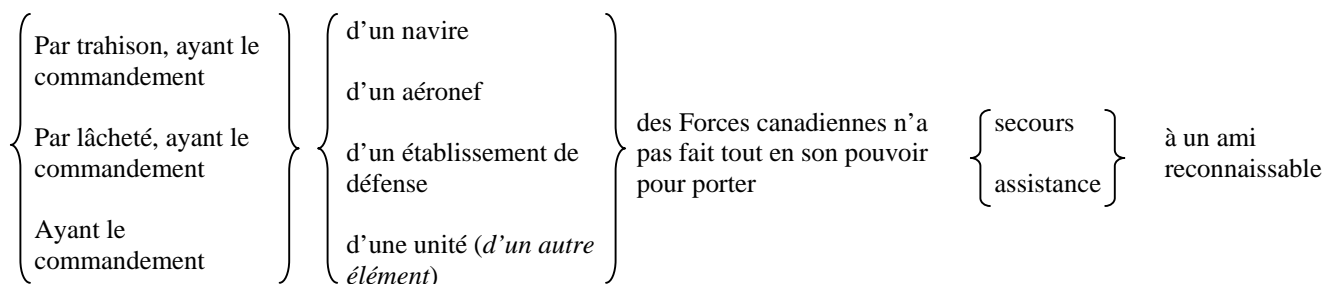 Par trahison, ayant le
commandement
Par lâcheté, ayant le
commandement
Ayant le
commandement
d’un navire
d’un aéronef
d’un établissement de
défense
d’une unité (d’un autre
élément)
des Forces canadiennes n’a
pas fait tout en son pouvoir
pour porter
secours
assistance
à un ami
reconnaissable